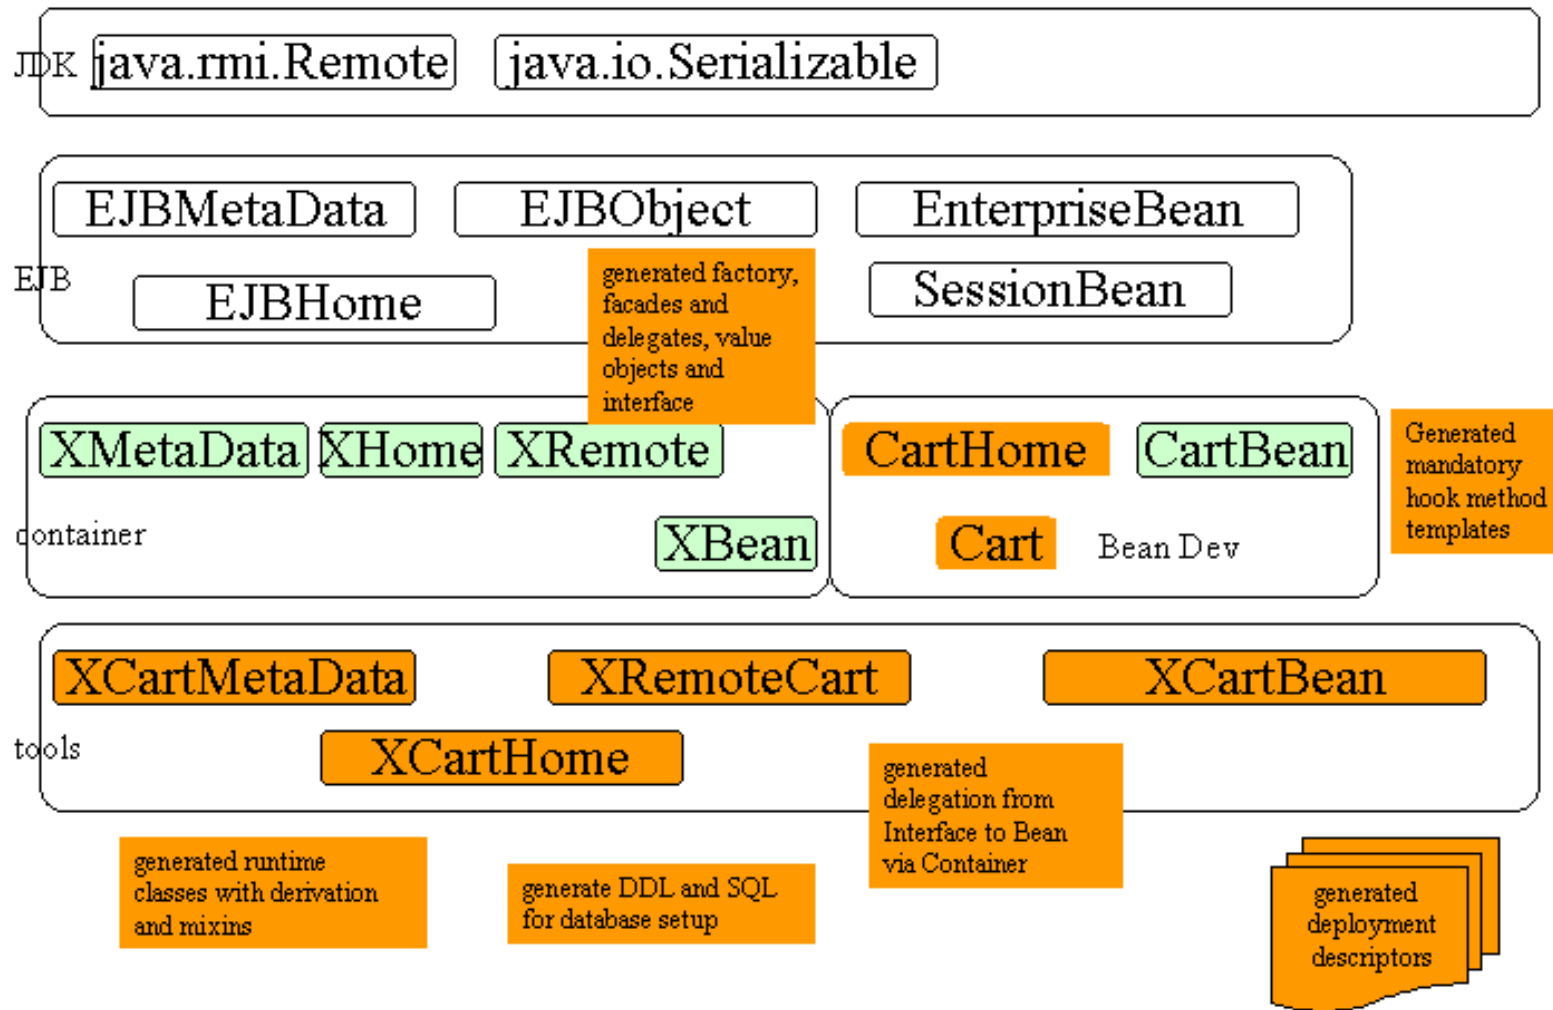 JDK
java.rmi.Remote
java.io.Serializable
EJBMetaData
EJBObject
EnterpriseBean
EJB
EJBHome
generated factory,
facades and
delegates, value
objects and
interface
SessionBean
XMetaData
XHome
XRemote
CartHome
CartBean
Generated
mandatory
hook method
templates
container
XBean
Cart
Bean Dev
XCartMetaData
XRemoteCart
XCartBean
tools
XCartHome
generated
delegation from
Interface to Bean
via Container
generated runtime
classes with derivation
and mixins
generate DDL and SQL
for database setup
generated
deployment
descriptors